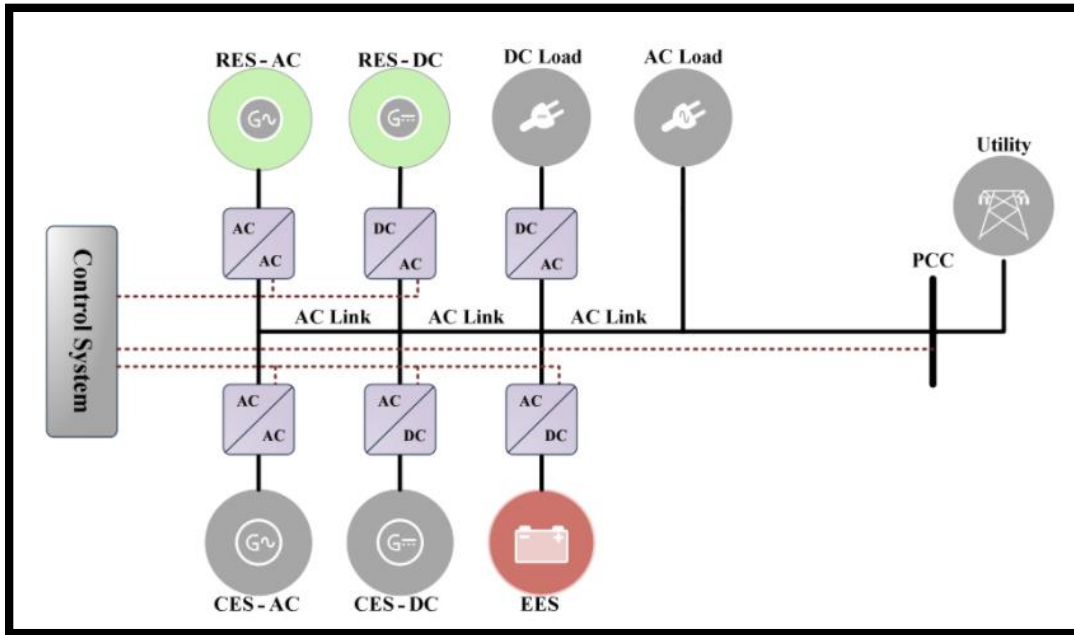 RES-AC
RES-DC
DC Load
AC Load
Utility
G
G
AC
AC
DC
AC
DC
AC
PCC
Control System
AC Link
AC Link
AC Link
AC
AC
AC
DC
AC
DC
G
G
CES-AC
CES-DC
EES